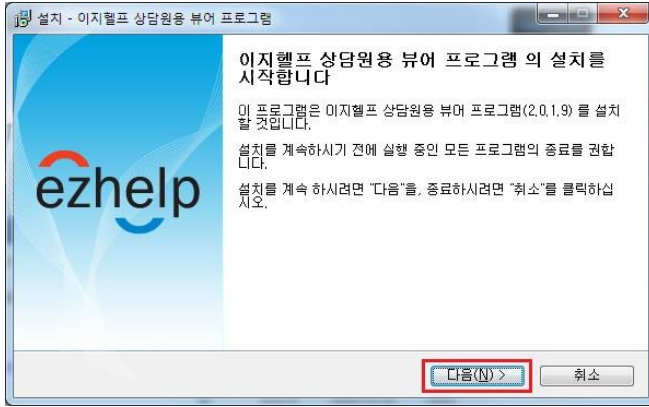 설치 - 이지헬프 상담원용 뷰어 프로그램
이지헬프 상담원용 뷰어 프로그램 의 설치를
시작합니다
이 프로그램은 이지헬프 상담원용 뷰어 프로그램(2,0,1,9) 를 설치
할 것입니다.
설치를 계속하시기 전에 실행 중인 모든 프로그램의 종료를 권합
니다.
설치를 계속 하시려면 "다음"을, 종료하시려면 "취소"를 클릭하십
시오.
ezhelp
다음(N) >
취소